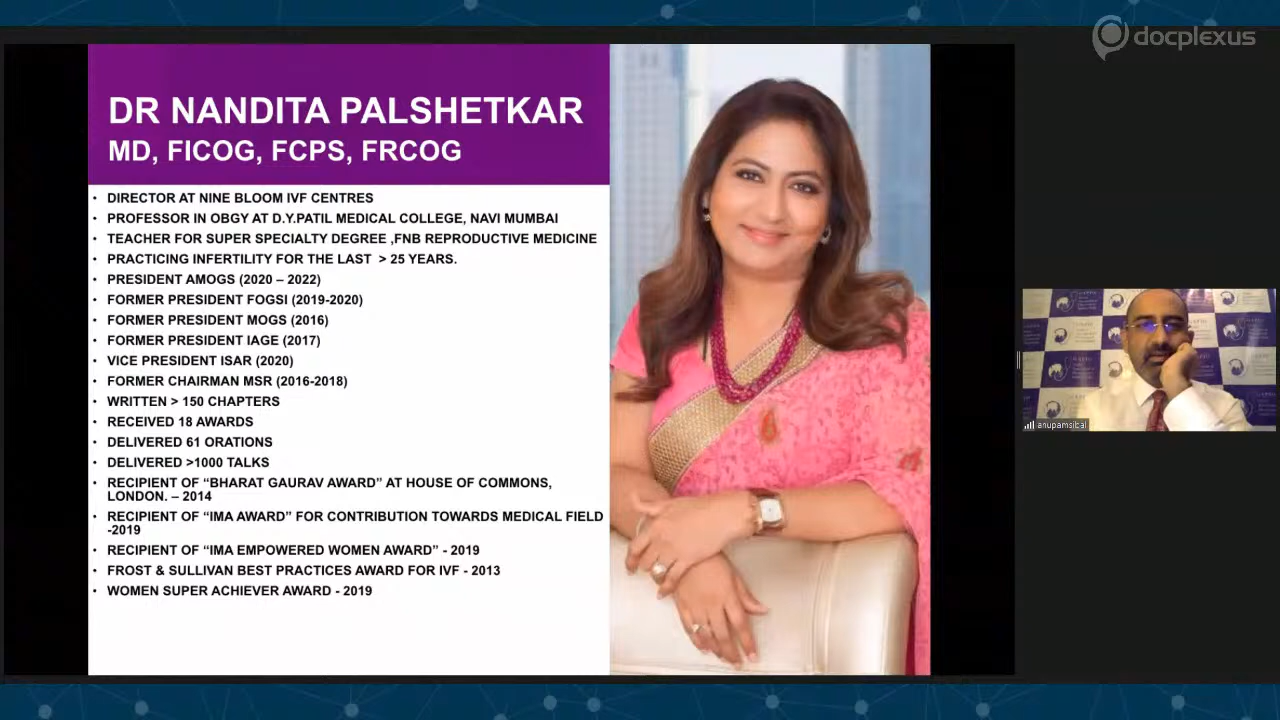 docplexus
DR NANDITA PALSHETKAR
MD, FICOG, FCPS, FRCOG
• DIRECTOR AT NINE BLOOM IVF CENTRES
• PROFESSOR IN OBGY AT D.Y.PATIL MEDICAL COLLEGE, NAVI MUMBAI
• TEACHER FOR SUPER SPECIALTY DEGREE ,FNB REPRODUCTIVE MEDICINE
• PRACTICING INFERTILITY FOR THE LAST > 25 YEARS.
• PRESIDENT AMOGS (2020 – 2022)
• FORMER PRESIDENT FOGSI (2019-2020)
• FORMER PRESIDENT MOGS (2016)
• FORMER PRESIDENT IAGE (2017)
• VICE PRESIDENT ISAR (2020)
• FORMER CHAIRMAN MSR (2016-2018)
• WRITTEN > 150 CHAPTERS
• RECEIVED 18 AWARDS
• DELIVERED 61 ORATIONS
• DELIVERED >1000 TALKS
• RECIPIENT OF “BHARAT GAURAV AWARD” AT HOUSE OF COMMONS,
LONDON. – 2014
• RECIPIENT OF “IMA AWARD” FOR CONTRIBUTION TOWARDS MEDICAL FIELD
-2019
• RECIPIENT OF “IMA EMPOWERED WOMEN AWARD” - 2019
• FROST & SULLIVAN BEST PRACTICES AWARD FOR IVF - 2013
• WOMEN SUPER ACHIEVER AWARD - 2019
anupamsibal